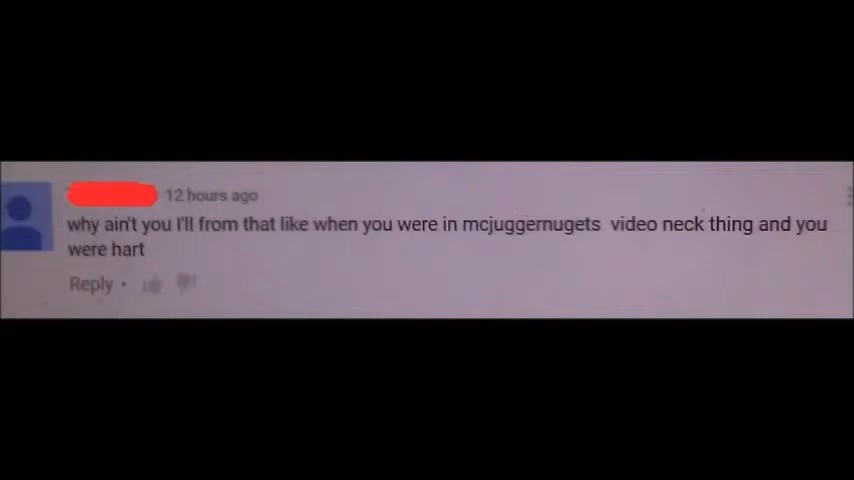 12 hours ago
why ain't you I'll from that like when you were in mcjuggernugets  video neck thing and you
were hart
Reply •